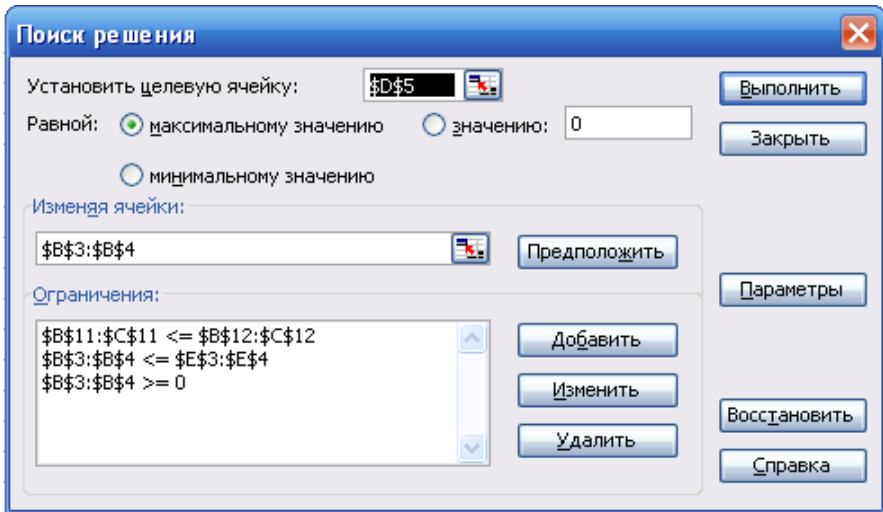 Поиск решения
Установить целевую ячейку: $D$5
Выполнить
Равной: максимальному значению значению: 0
Закрыть
минимальному значению
Изменяя ячейки:
$B$3:$B$4
Предположить
Параметры
Ограничения:
$B$11:$C$11 <= $B$12:$C$12
$B$3:$B$4 <= $E$3:$E$4
$B$3:$B$4 >= 0
Добавить
Изменить
Удалить
Восстановить
Справка